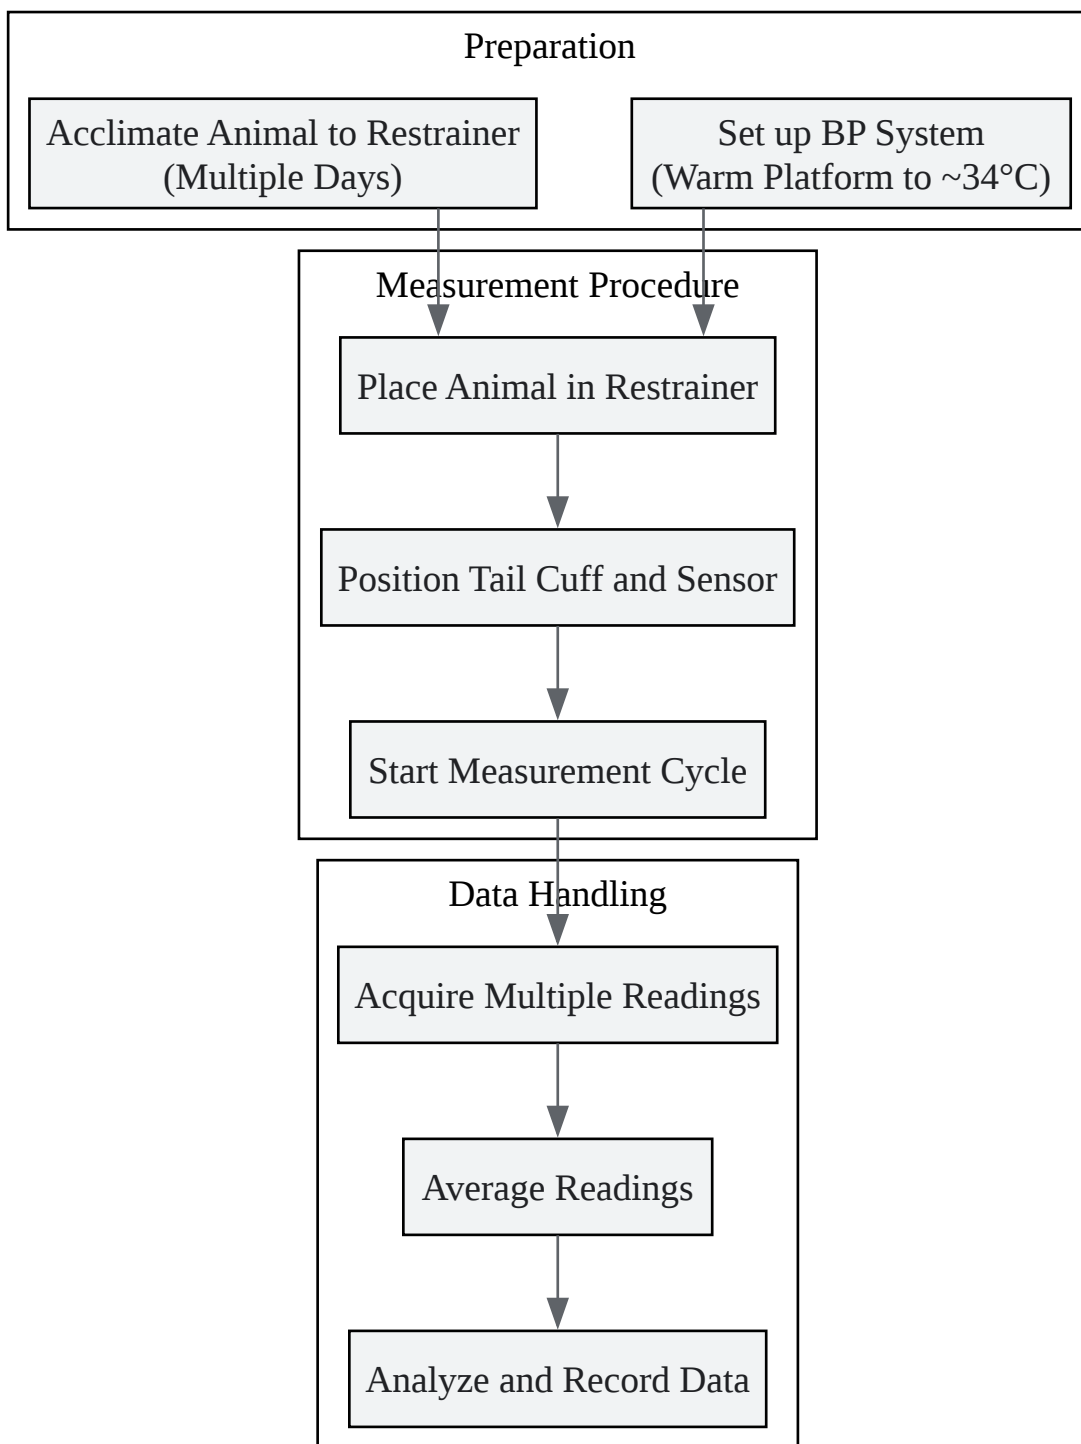 Preparation
Acclimate Animal to Restrainer
(Multiple Days)
Set up BP System
(Warm Platform to ~34°C)
Measurement Procedure
Place Animal in Restrainer
Position Tail Cuff and Sensor
Start Measurement Cycle
Data Handling
Acquire Multiple Readings
Average Readings
Analyze and Record Data